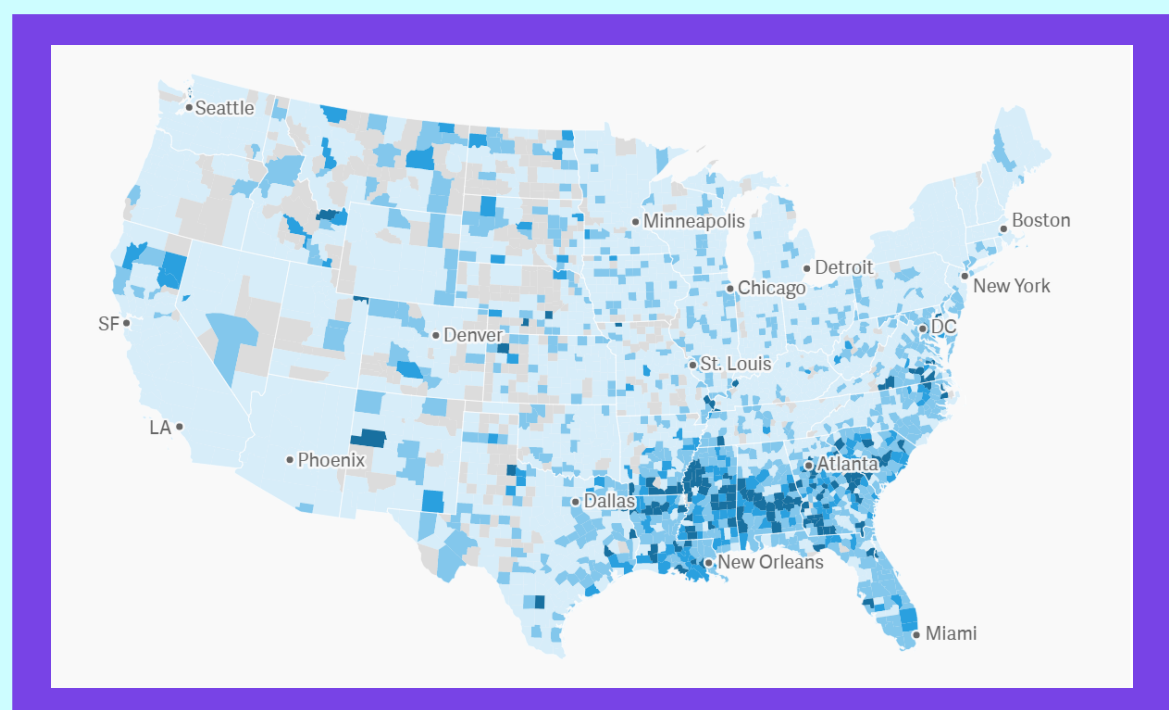 Seattle
Minneapolis
Boston
Detroit
New York
Chicago
SF
DC
Denver
St. Louis
LA
Phoenix
Atlanta
Dallas
New Orleans
Miami